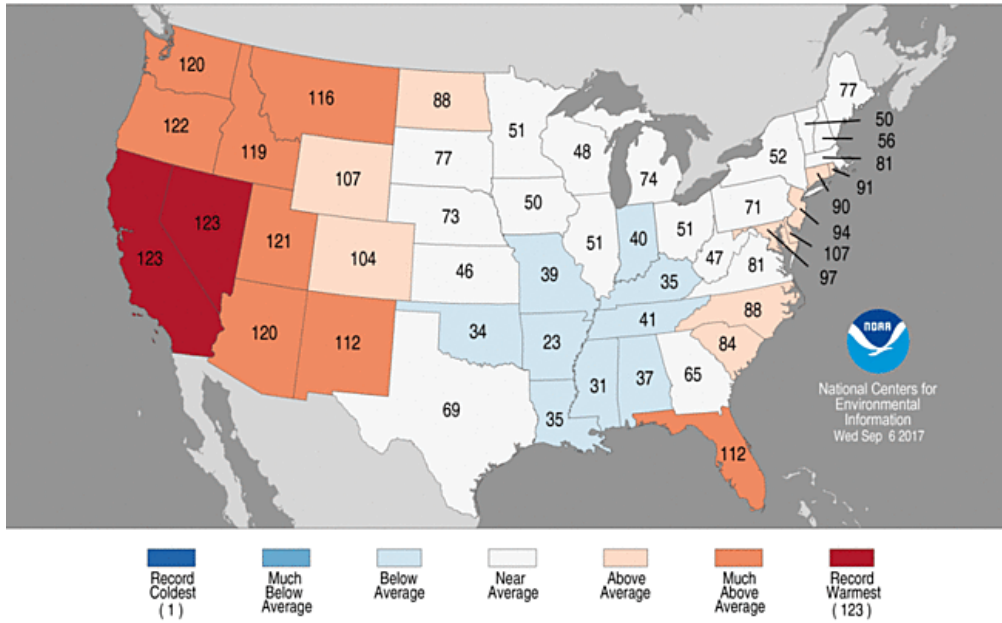 120
116
88
51
77
50
122
56
48
77
52
81
119
107
74
91
71
90
73
50
51
94
123
121
51
40
47
107
104
46
39
35
81
97
123
34
41
88
120
112
23
84
NOAA
31
37
65
National Centers for
Environmental
Information
Wed Sep 6 2017
69
35
112
Record
Coldest
( 1 )
Much
Below
Average
Below
Average
Near
Average
Above
Average
Much
Above
Average
Record
Warmest
( 123 )